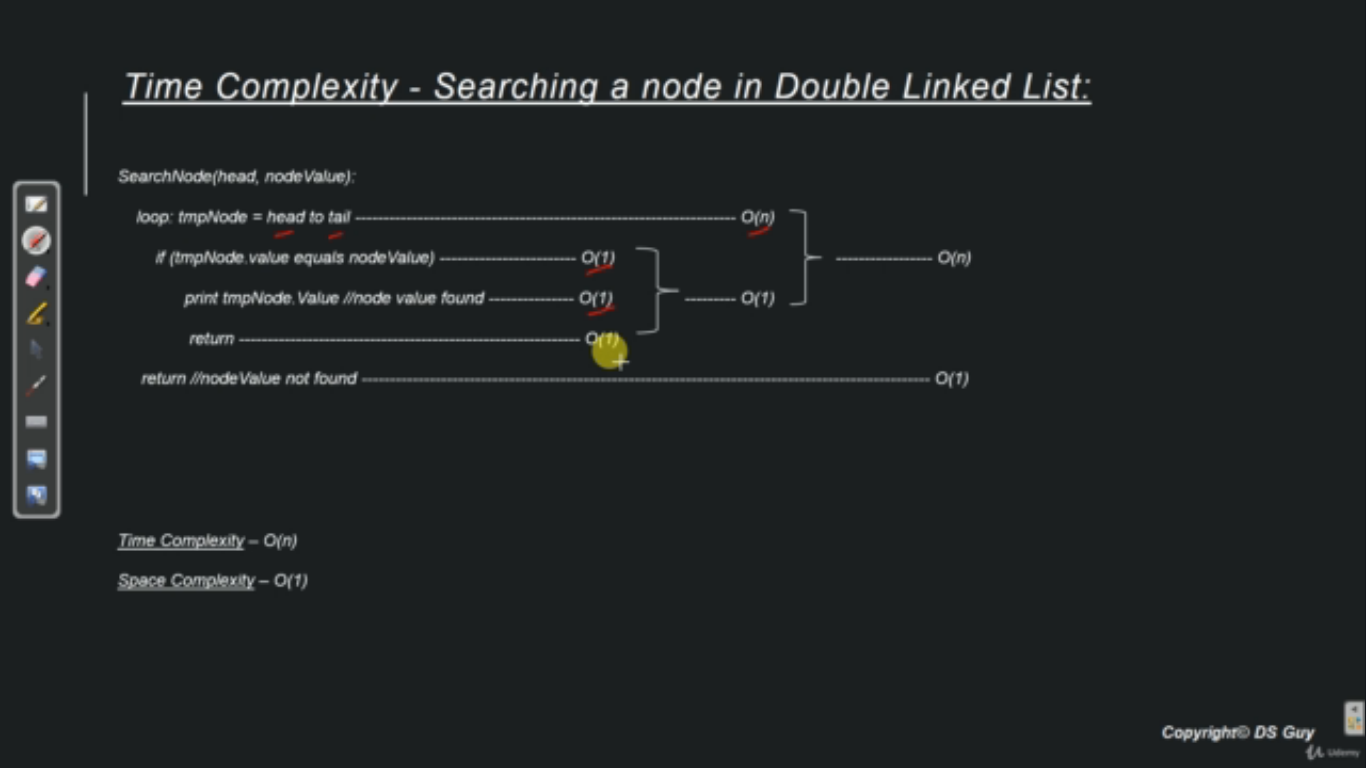 Time Complexity - Searching a node in Double Linked List:
SearchNode(head, nodeValue):
loop: tmpNode = head to tail ------------------------------ O(n)
if (tmpNode.value equals nodeValue) -------------------- O(1) -------------------- O(n)
print tmpNode.Value //node value found --------------- O(1) --------- O(1)
return ------------------------------------------------------------ O(1)
return //nodeValue not found ------------------------------------------------------------ O(1)
Time Complexity – O(n)
Space Complexity – O(1)
Copyright© DS Guy
Udemy